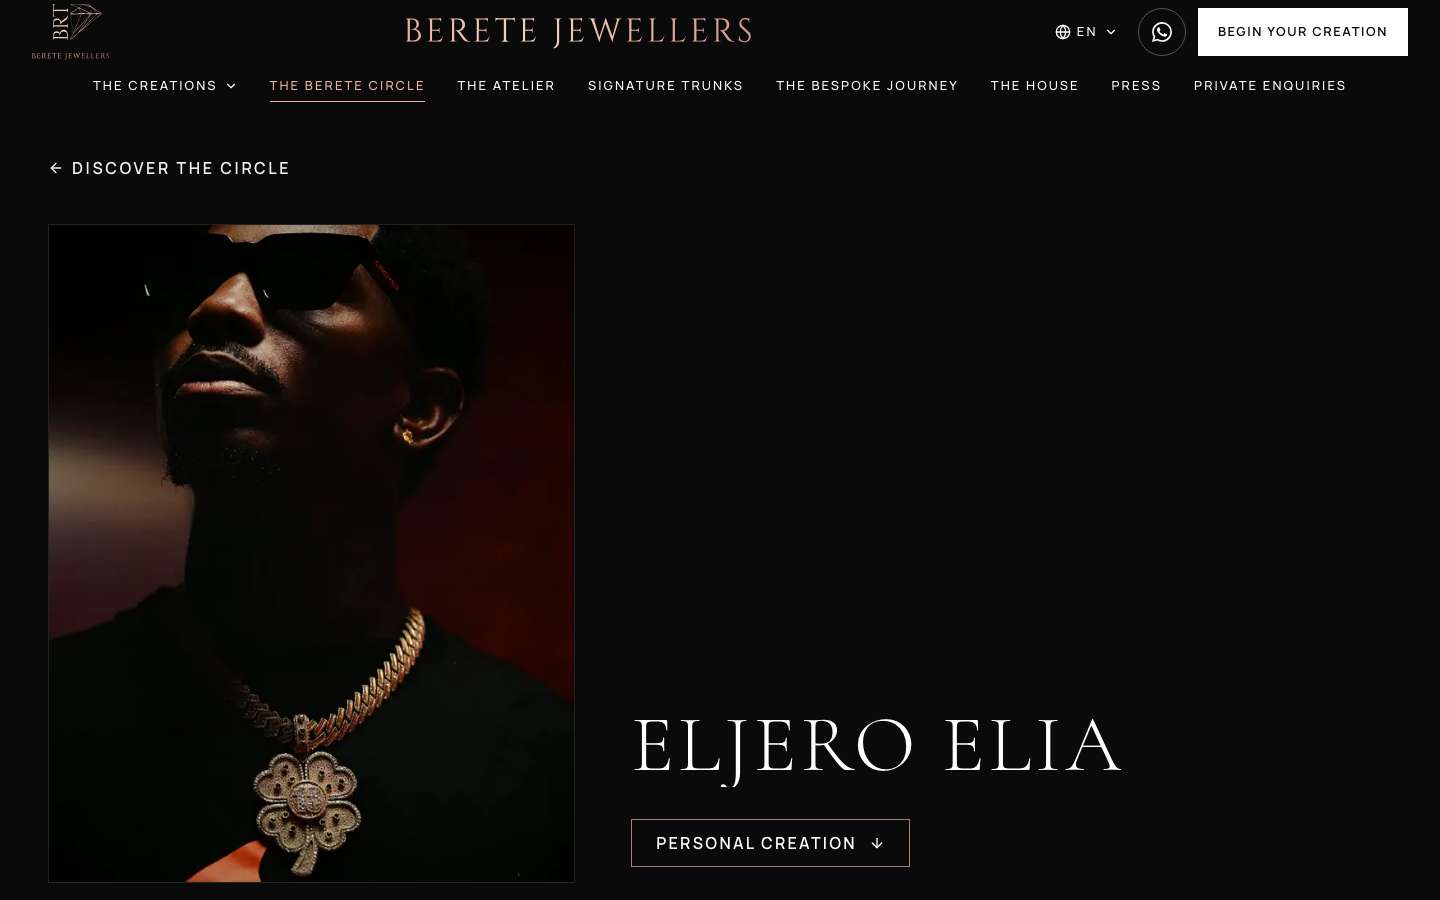 BRT
BERETE JEWELLERS
BERETE JEWELLERS
EN
BEGIN YOUR CREATION
THE CREATIONS
THE BERETE CIRCLE
THE ATELIER
SIGNATURE TRUNKS
THE BESPOKE JOURNEY
THE HOUSE
PRESS
PRIVATE ENQUIRIES
DISCOVER THE CIRCLE
ELJERO ELIA
PERSONAL CREATION